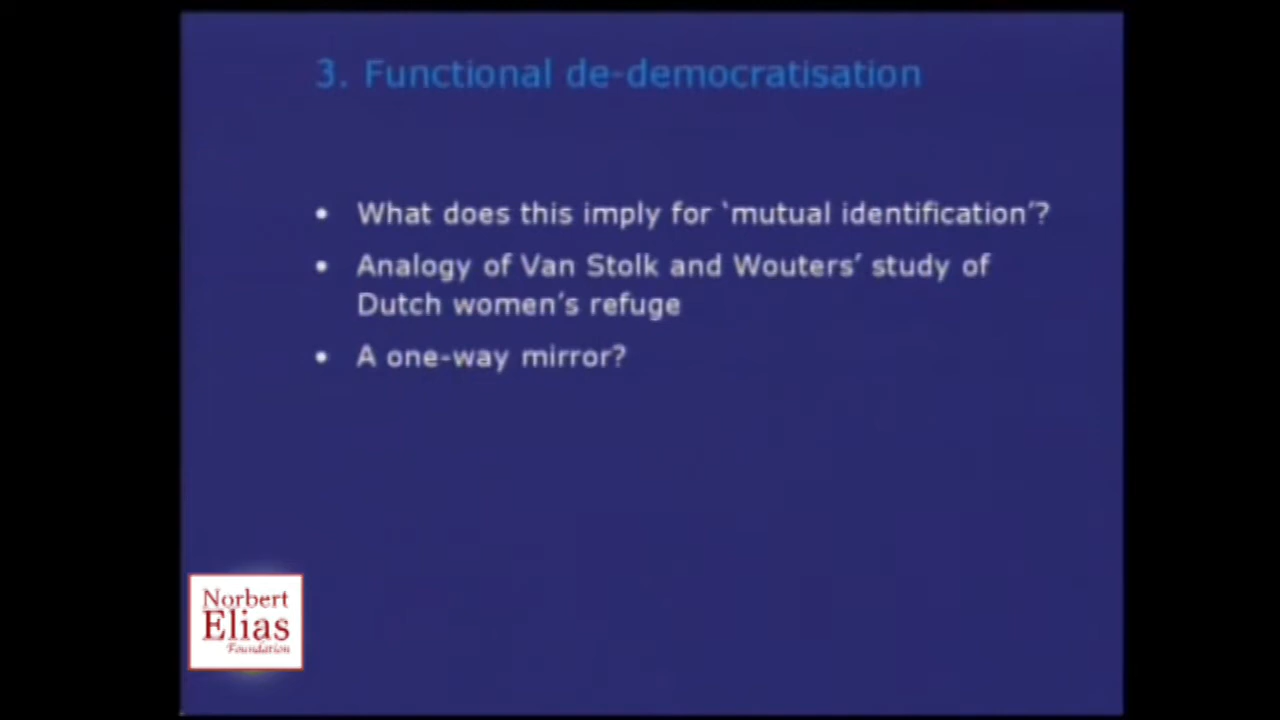 3. Functional de-democratisation
• What does this imply for ‘mutual identification’?
• Analogy of Van Stolk and Wouters’ study of
Dutch women’s refuge
• A one-way mirror?
Norbert
Elias
Foundation